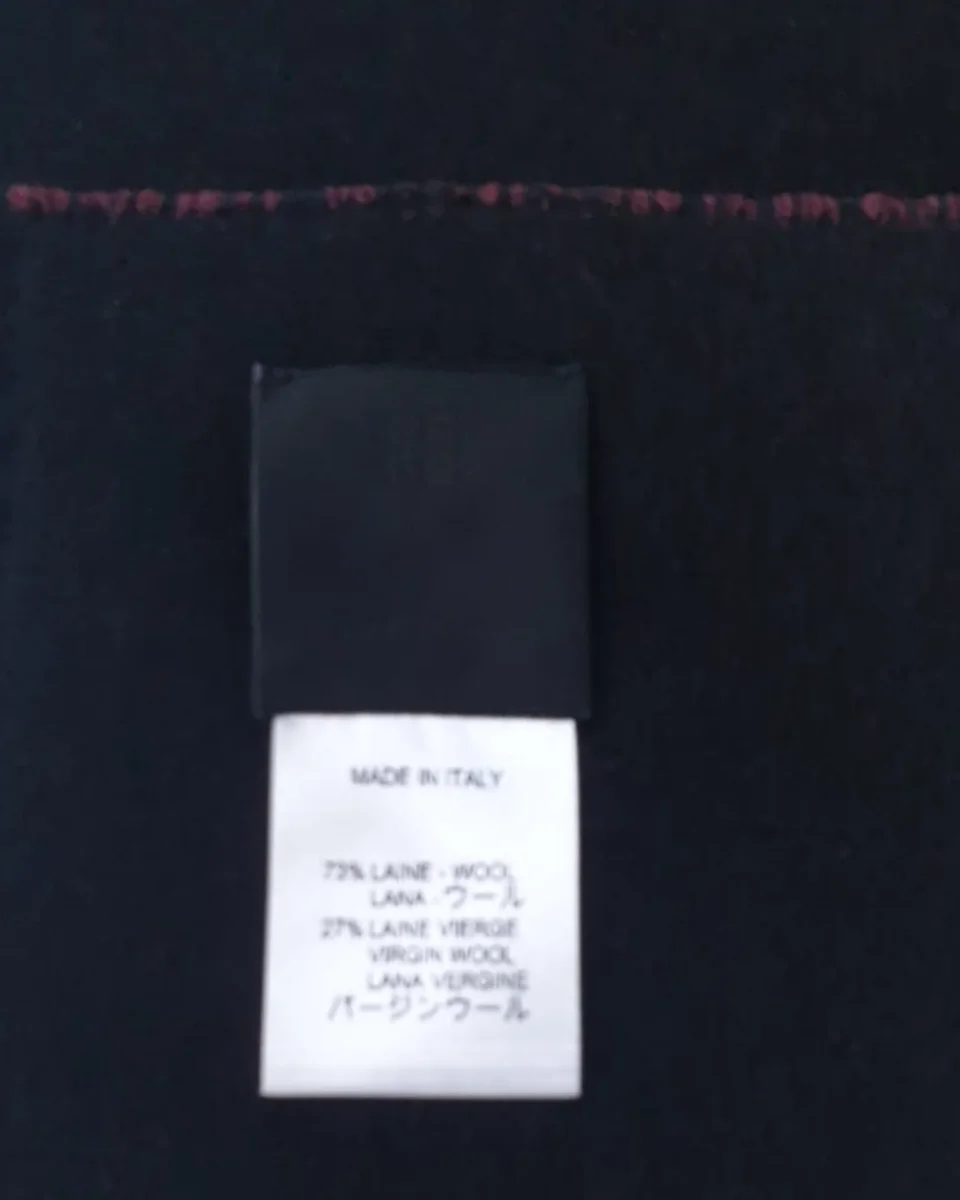 MADE IN ITALY
73% LAINE - WOOL
LANA - ウール
27% LAINE VIERGE
VIRGIN WOOL
LANA VERGINE
バージンウール